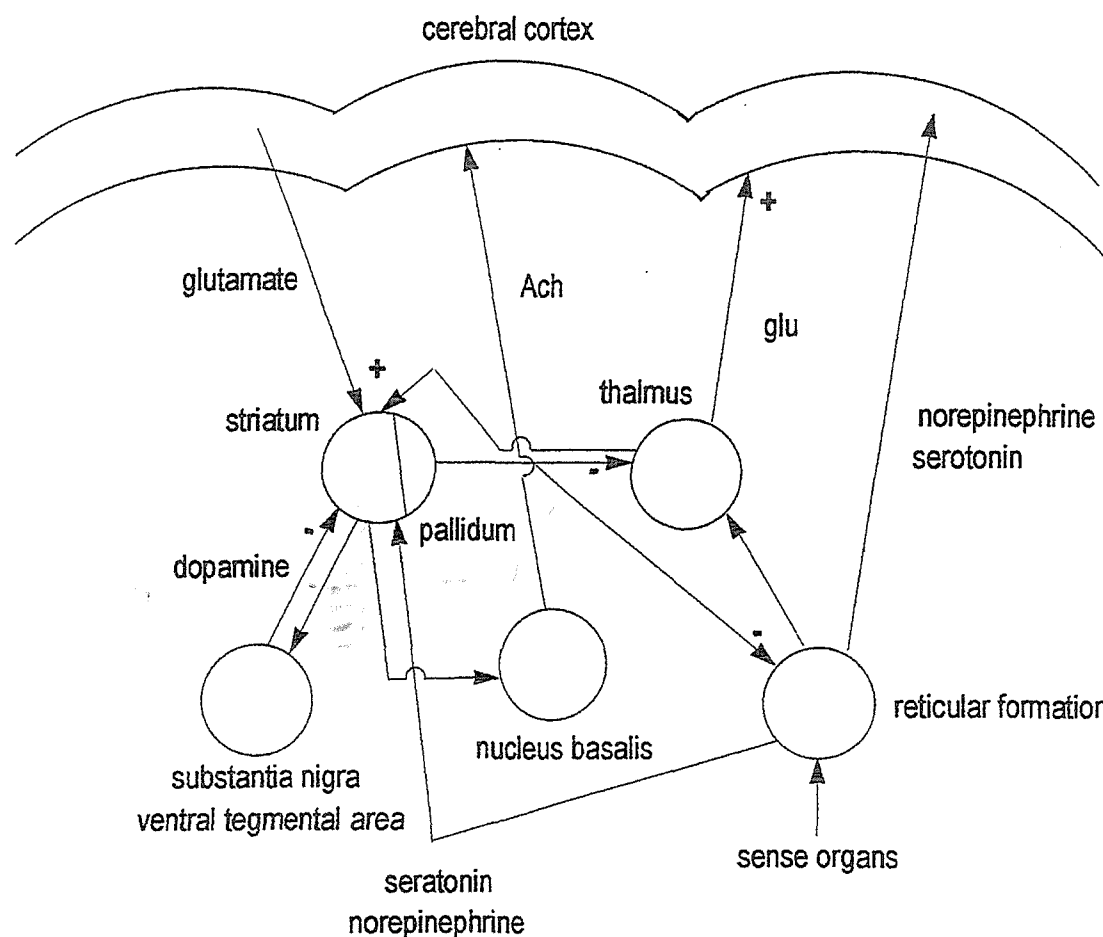 cerebral cortex
glutamate
Ach
+
glu
+
thalmus
striatum
norepinephrine
serotonin
-
-
pallidum
dopamine
-
reticular formation
nucleus basalis
substantia nigra
ventral tegmental area
sense organs
seratonin
norepinephrine